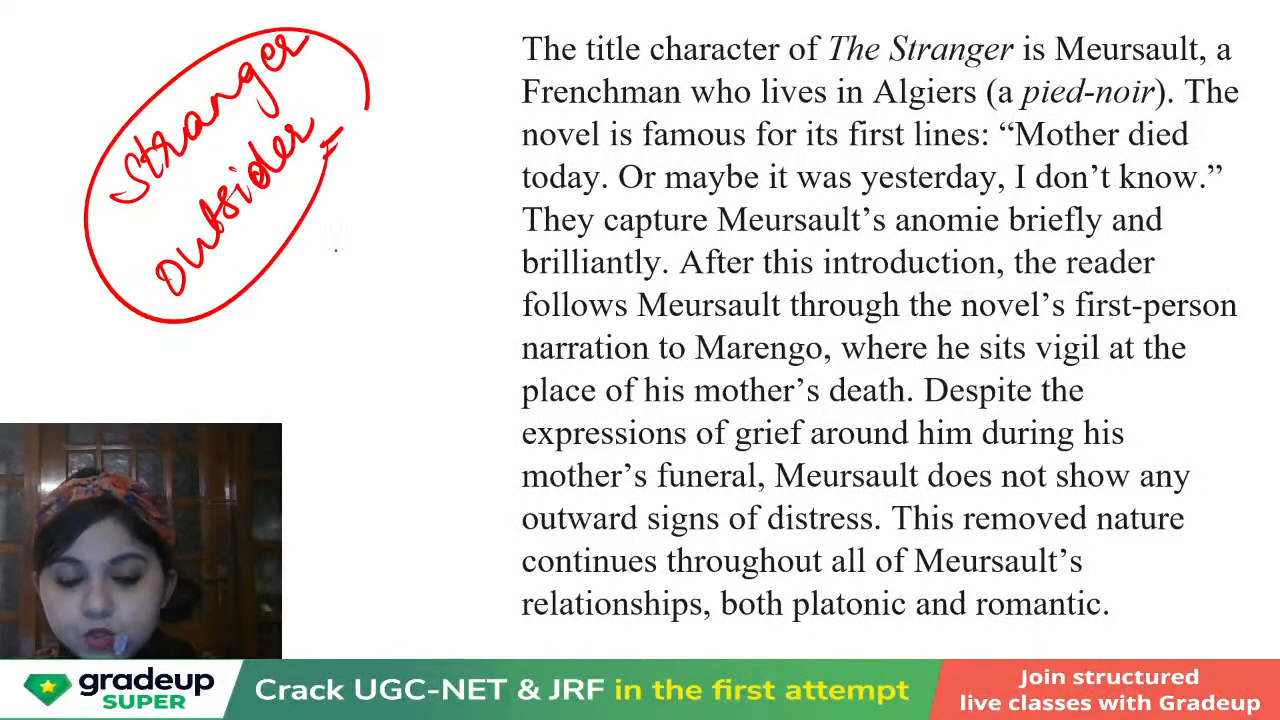 Stranger
Outsider
The title character of The Stranger is Meursault, a
Frenchman who lives in Algiers (a pied-noir). The
novel is famous for its first lines: “Mother died
today. Or maybe it was yesterday, I don’t know.”
They capture Meursault’s anomie briefly and
brilliantly. After this introduction, the reader
follows Meursault through the novel’s first-person
narration to Marengo, where he sits vigil at the
place of his mother’s death. Despite the
expressions of grief around him during his
mother’s funeral, Meursault does not show any
outward signs of distress. This removed nature
continues throughout all of Meursault’s
relationships, both platonic and romantic.
gradeup
SUPER
Crack UGC-NET & JRF in the first attempt
Join structured
live classes with Gradeup